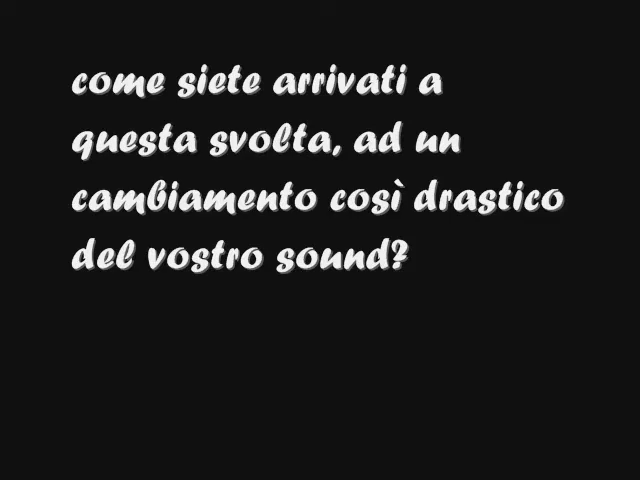 come siete arrivati a
questa svolta, ad un
cambiamento così drastico
del vostro sound?